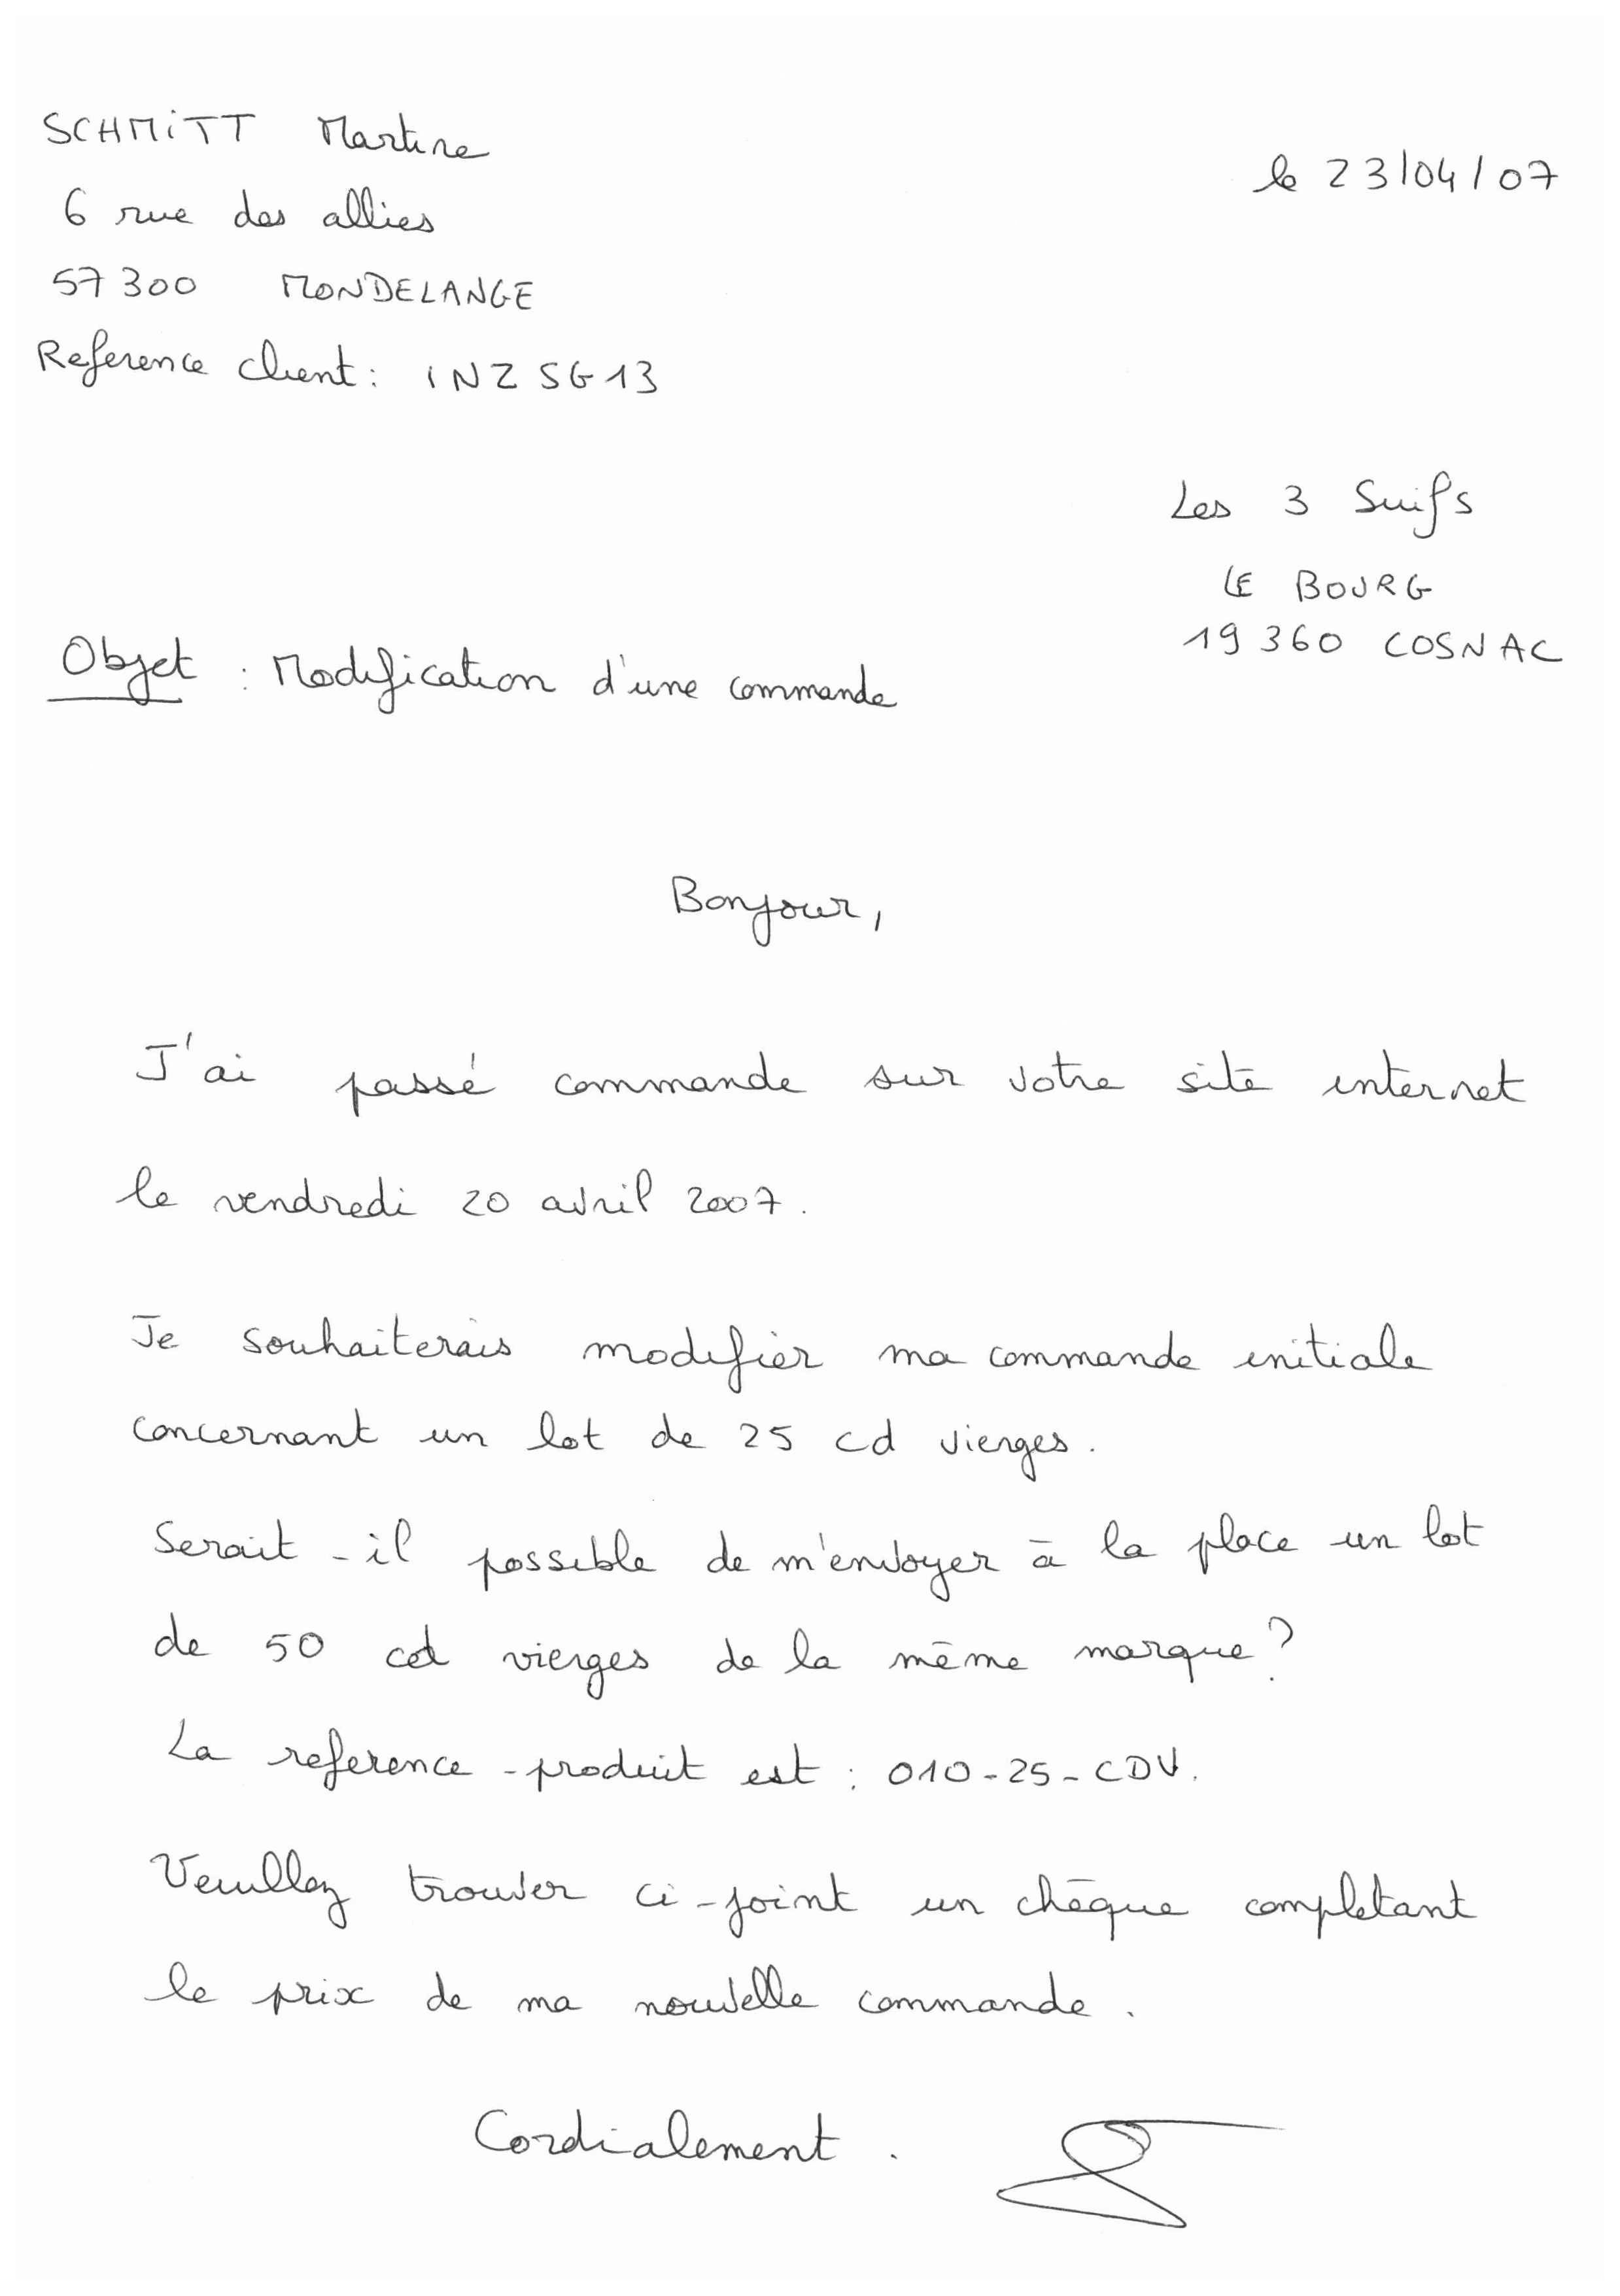 SCHMITT Martine
le 23/04/07
6 rue des allies
57300 MONDELANGE
Reference client : INZSG13
Les 3 Suifs
LE BOURG
19360 COSNAC
Objet : Modification d'une commande
Bonjour,
J'ai passé commande sur votre site internet
le vendredi 20 avril 2007.
Je souhaiterais modifier ma commande initiale
concernant un lot de 25 cd vierges.
Serait-il possible de m'envoyer à la place un lot
de 50 cd vierges de la même marque?
La reference-produit est : 010-25-CDV.
Veuillez trouver ci-joint un chèque completant
le prix de ma nouvelle commande.
Cordialement.